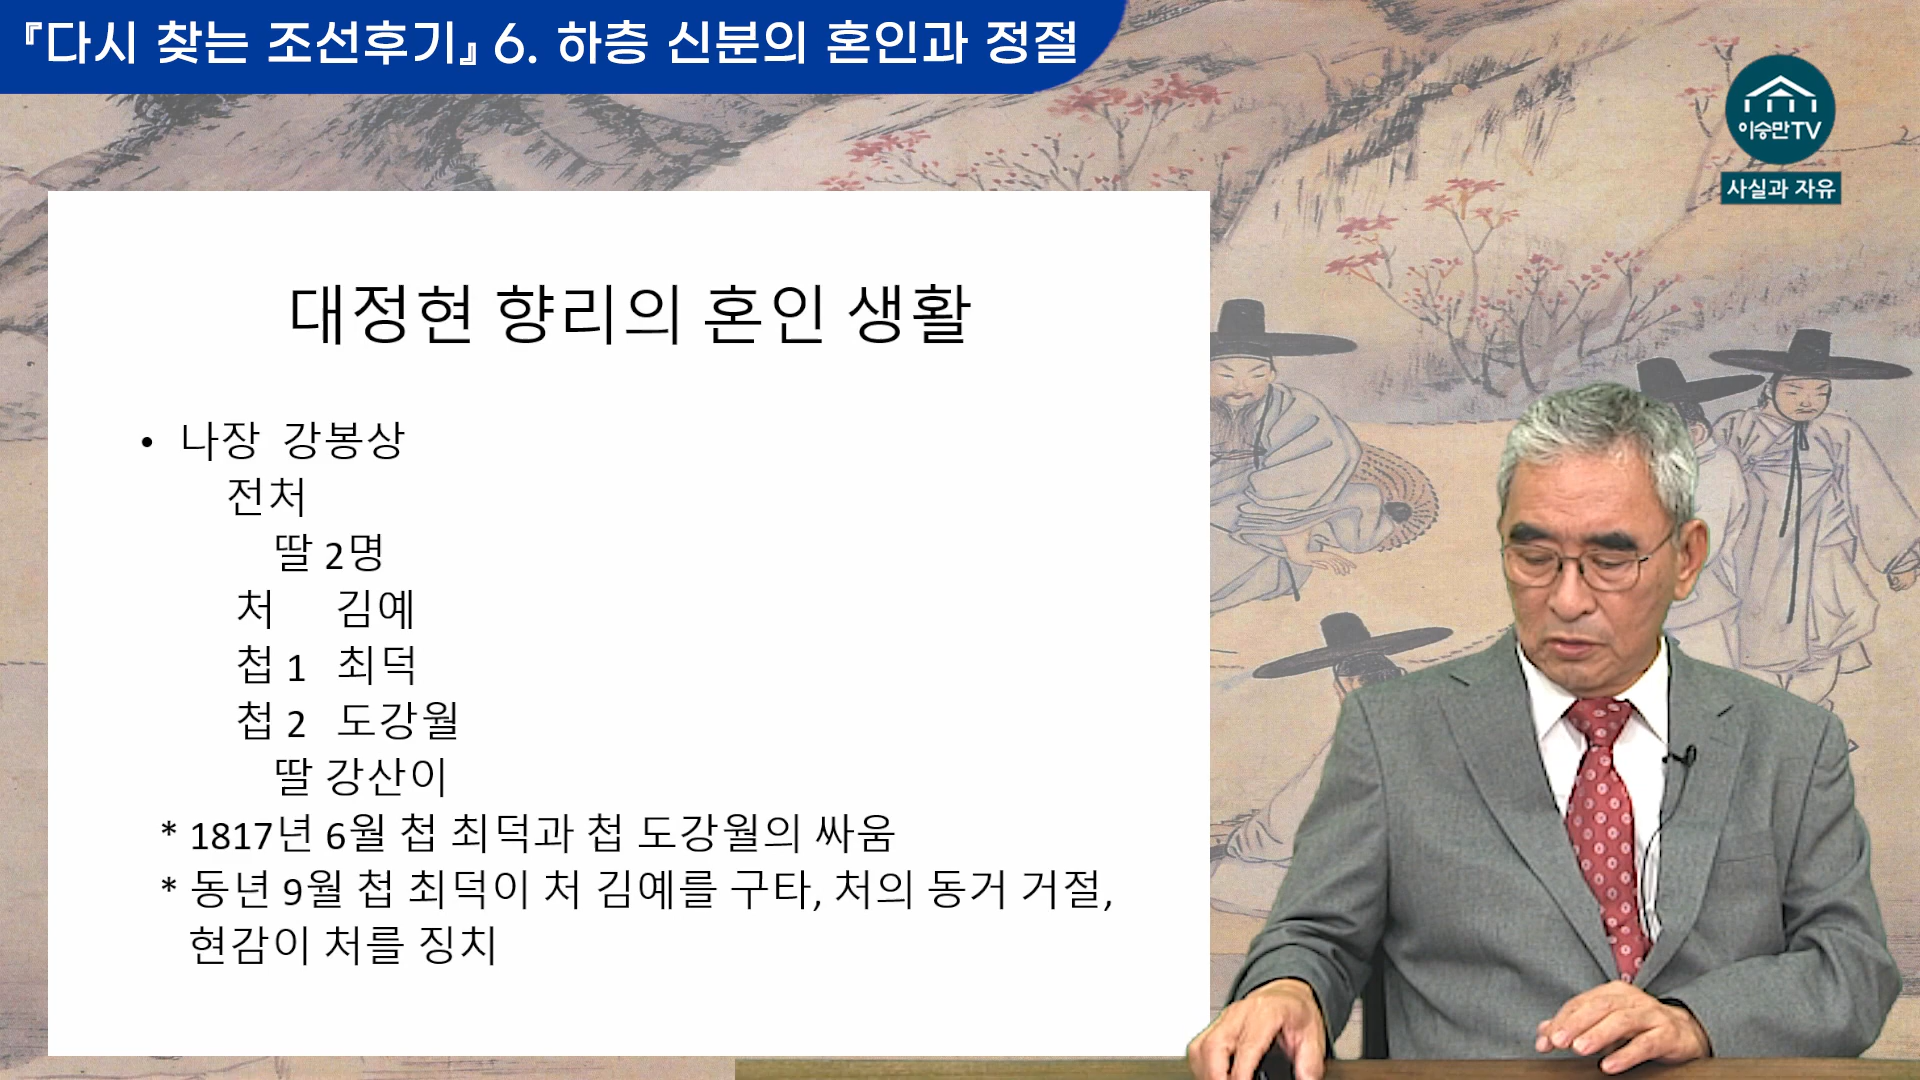 『다시 찾는 조선후기』 6. 하층 신분의 혼인과 정절
이승만TV
사실과 자유
대정현 향리의 혼인 생활
• 나장 강봉상
전처
딸 2명
처 김예
첩 1 최덕
첩 2 도강월
딸 강산이
* 1817년 6월 첩 최덕과 첩 도강월의 싸움
* 동년 9월 첩 최덕이 처 김예를 구타, 처의 동거 거절,
현감이 처를 징치